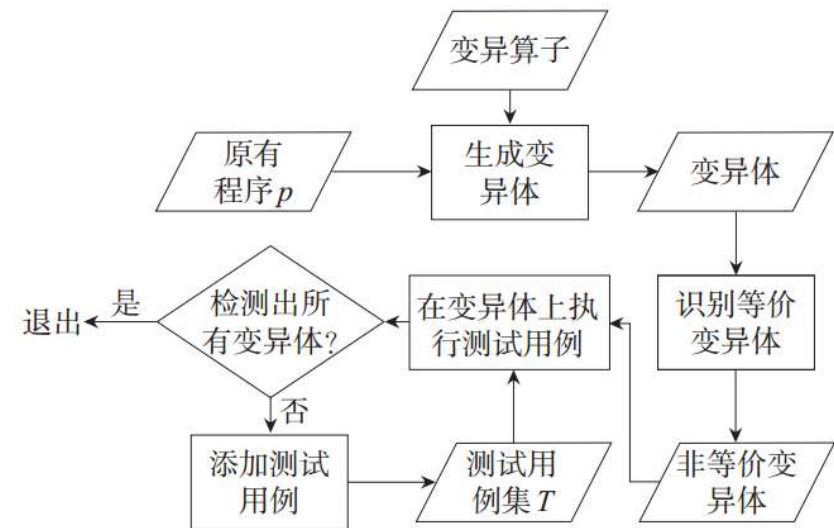 变异算子
原有
程序p
生成变
异体
变异体
识别等价
变异体
非等价变
异体
在变异体上执
行测试用例
检测出所
有变异体?
是
退出
否
添加测试
用例
测试用
例集T